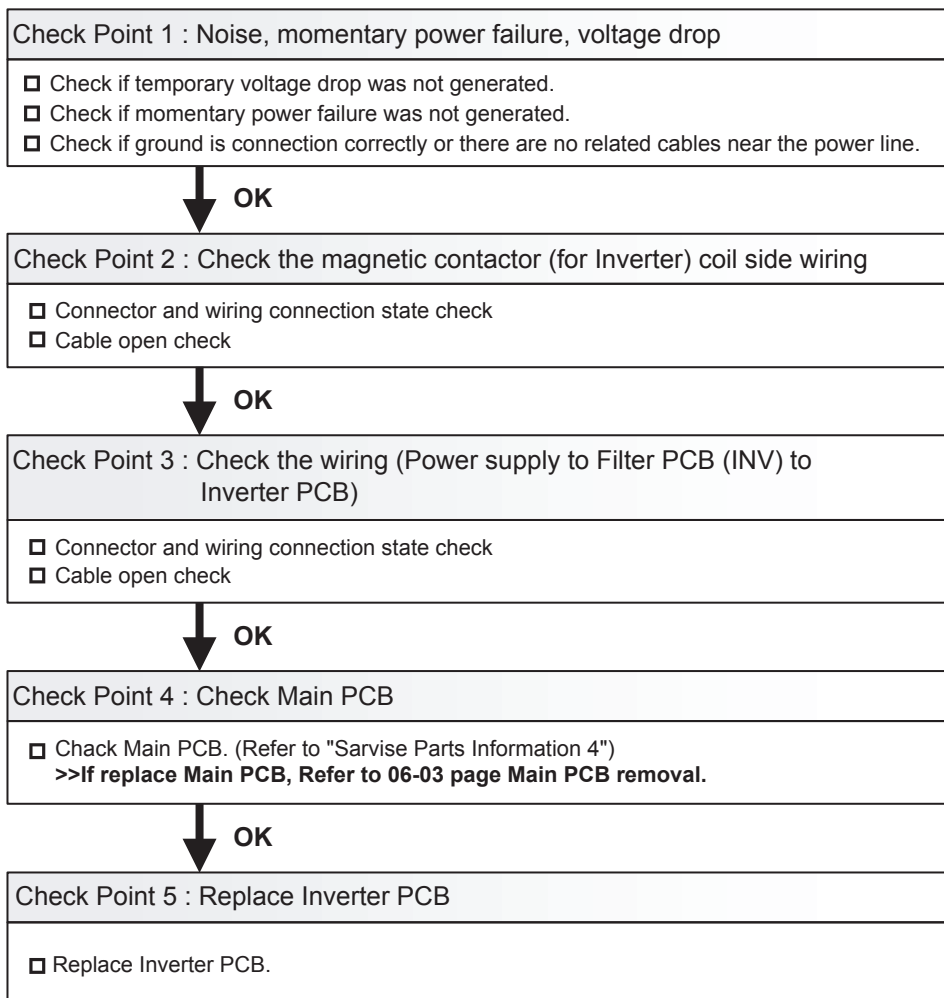 Check Point 1 : Noise, momentary power failure, voltage drop
Check if temporary voltage drop was not generated.
Check if momentary power failure was not generated.
Check if ground is connection correctly or there are no related cables near the power line.
OK
Check Point 2 : Check the magnetic contactor (for Inverter) coil side wiring
Connector and wiring connection state check
Cable open check
OK
Check Point 3 : Check the wiring (Power supply to Filter PCB (INV) to
Inverter PCB)
Connector and wiring connection state check
Cable open check
OK
Check Point 4 : Check Main PCB
Chack Main PCB. (Refer to "Sarvise Parts Information 4")
>>If replace Main PCB, Refer to 06-03 page Main PCB removal.
OK
Check Point 5 : Replace Inverter PCB
Replace Inverter PCB.